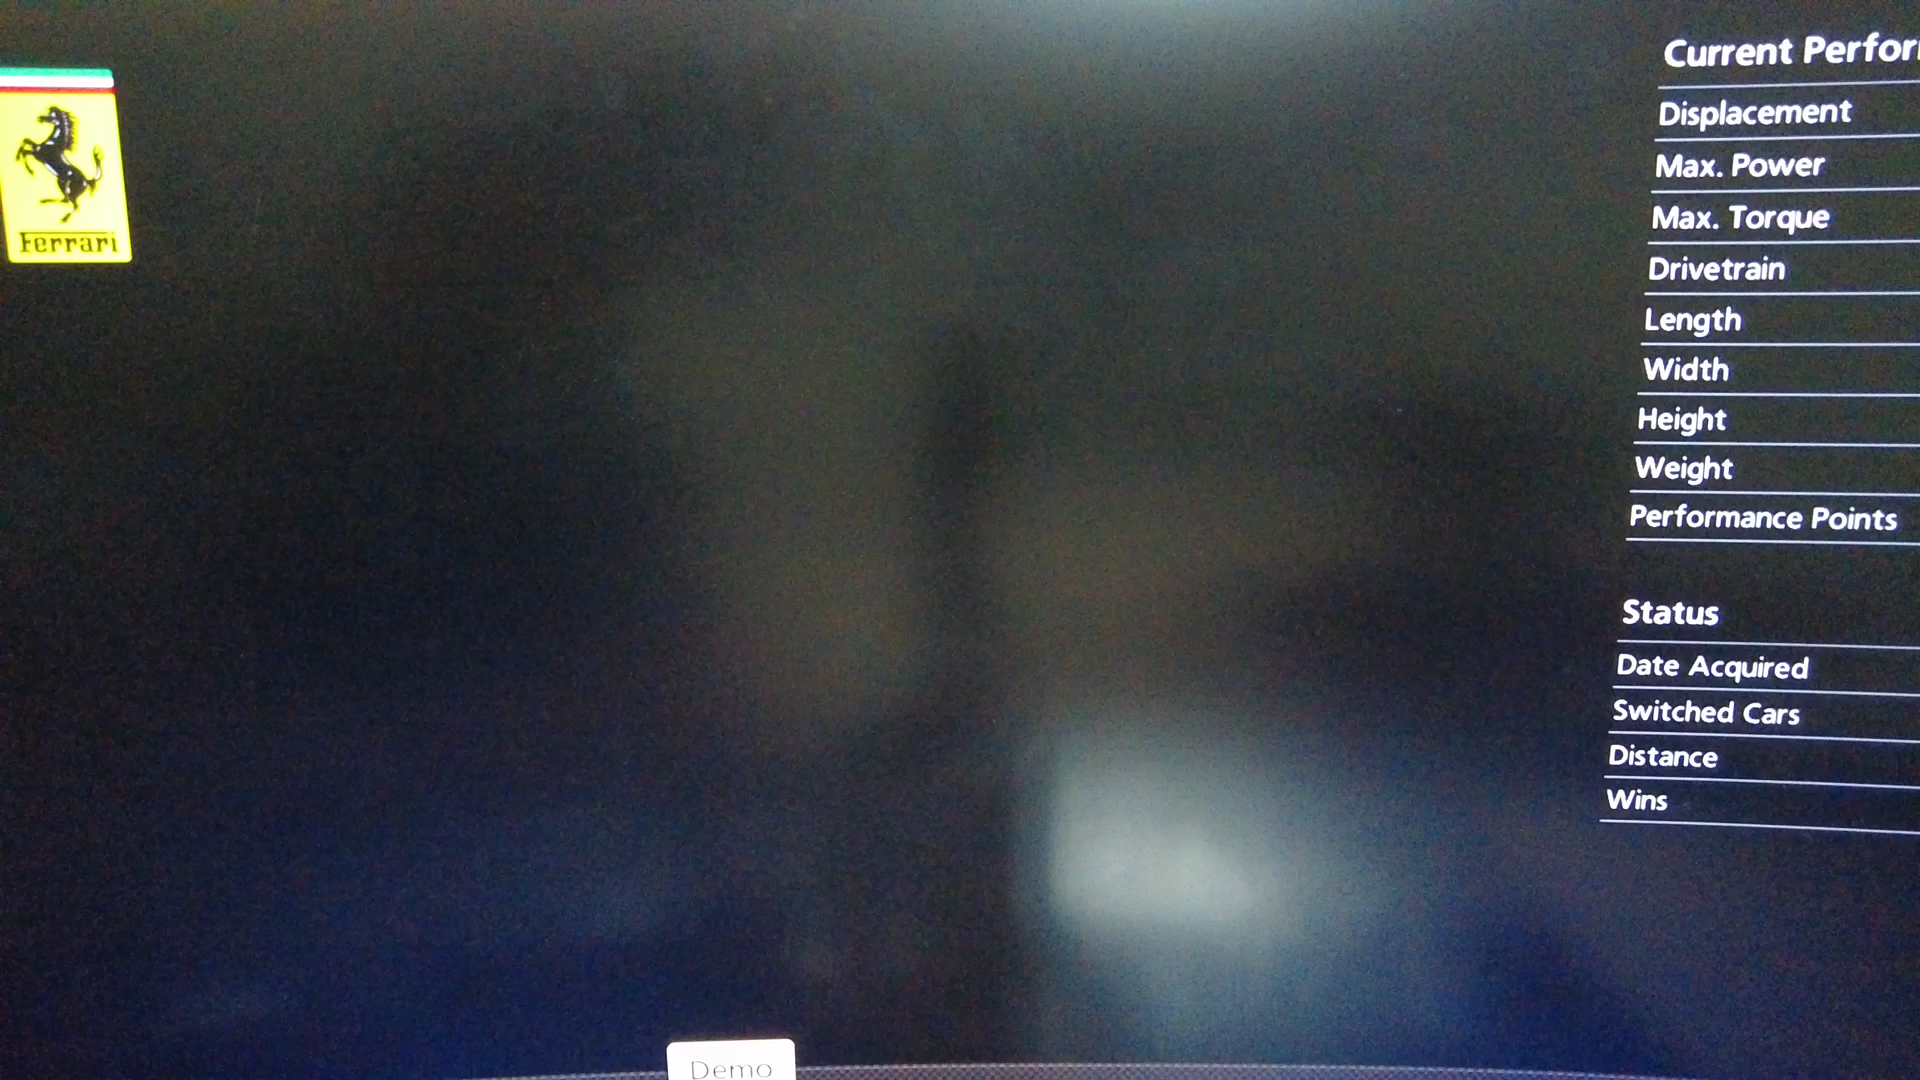 Ferrari
Current Perfor
Displacement
Max. Power
Max. Torque
Drivetrain
Length
Width
Height
Weight
Performance Points
Status
Date Acquired
Switched Cars
Distance
Wins
Demo